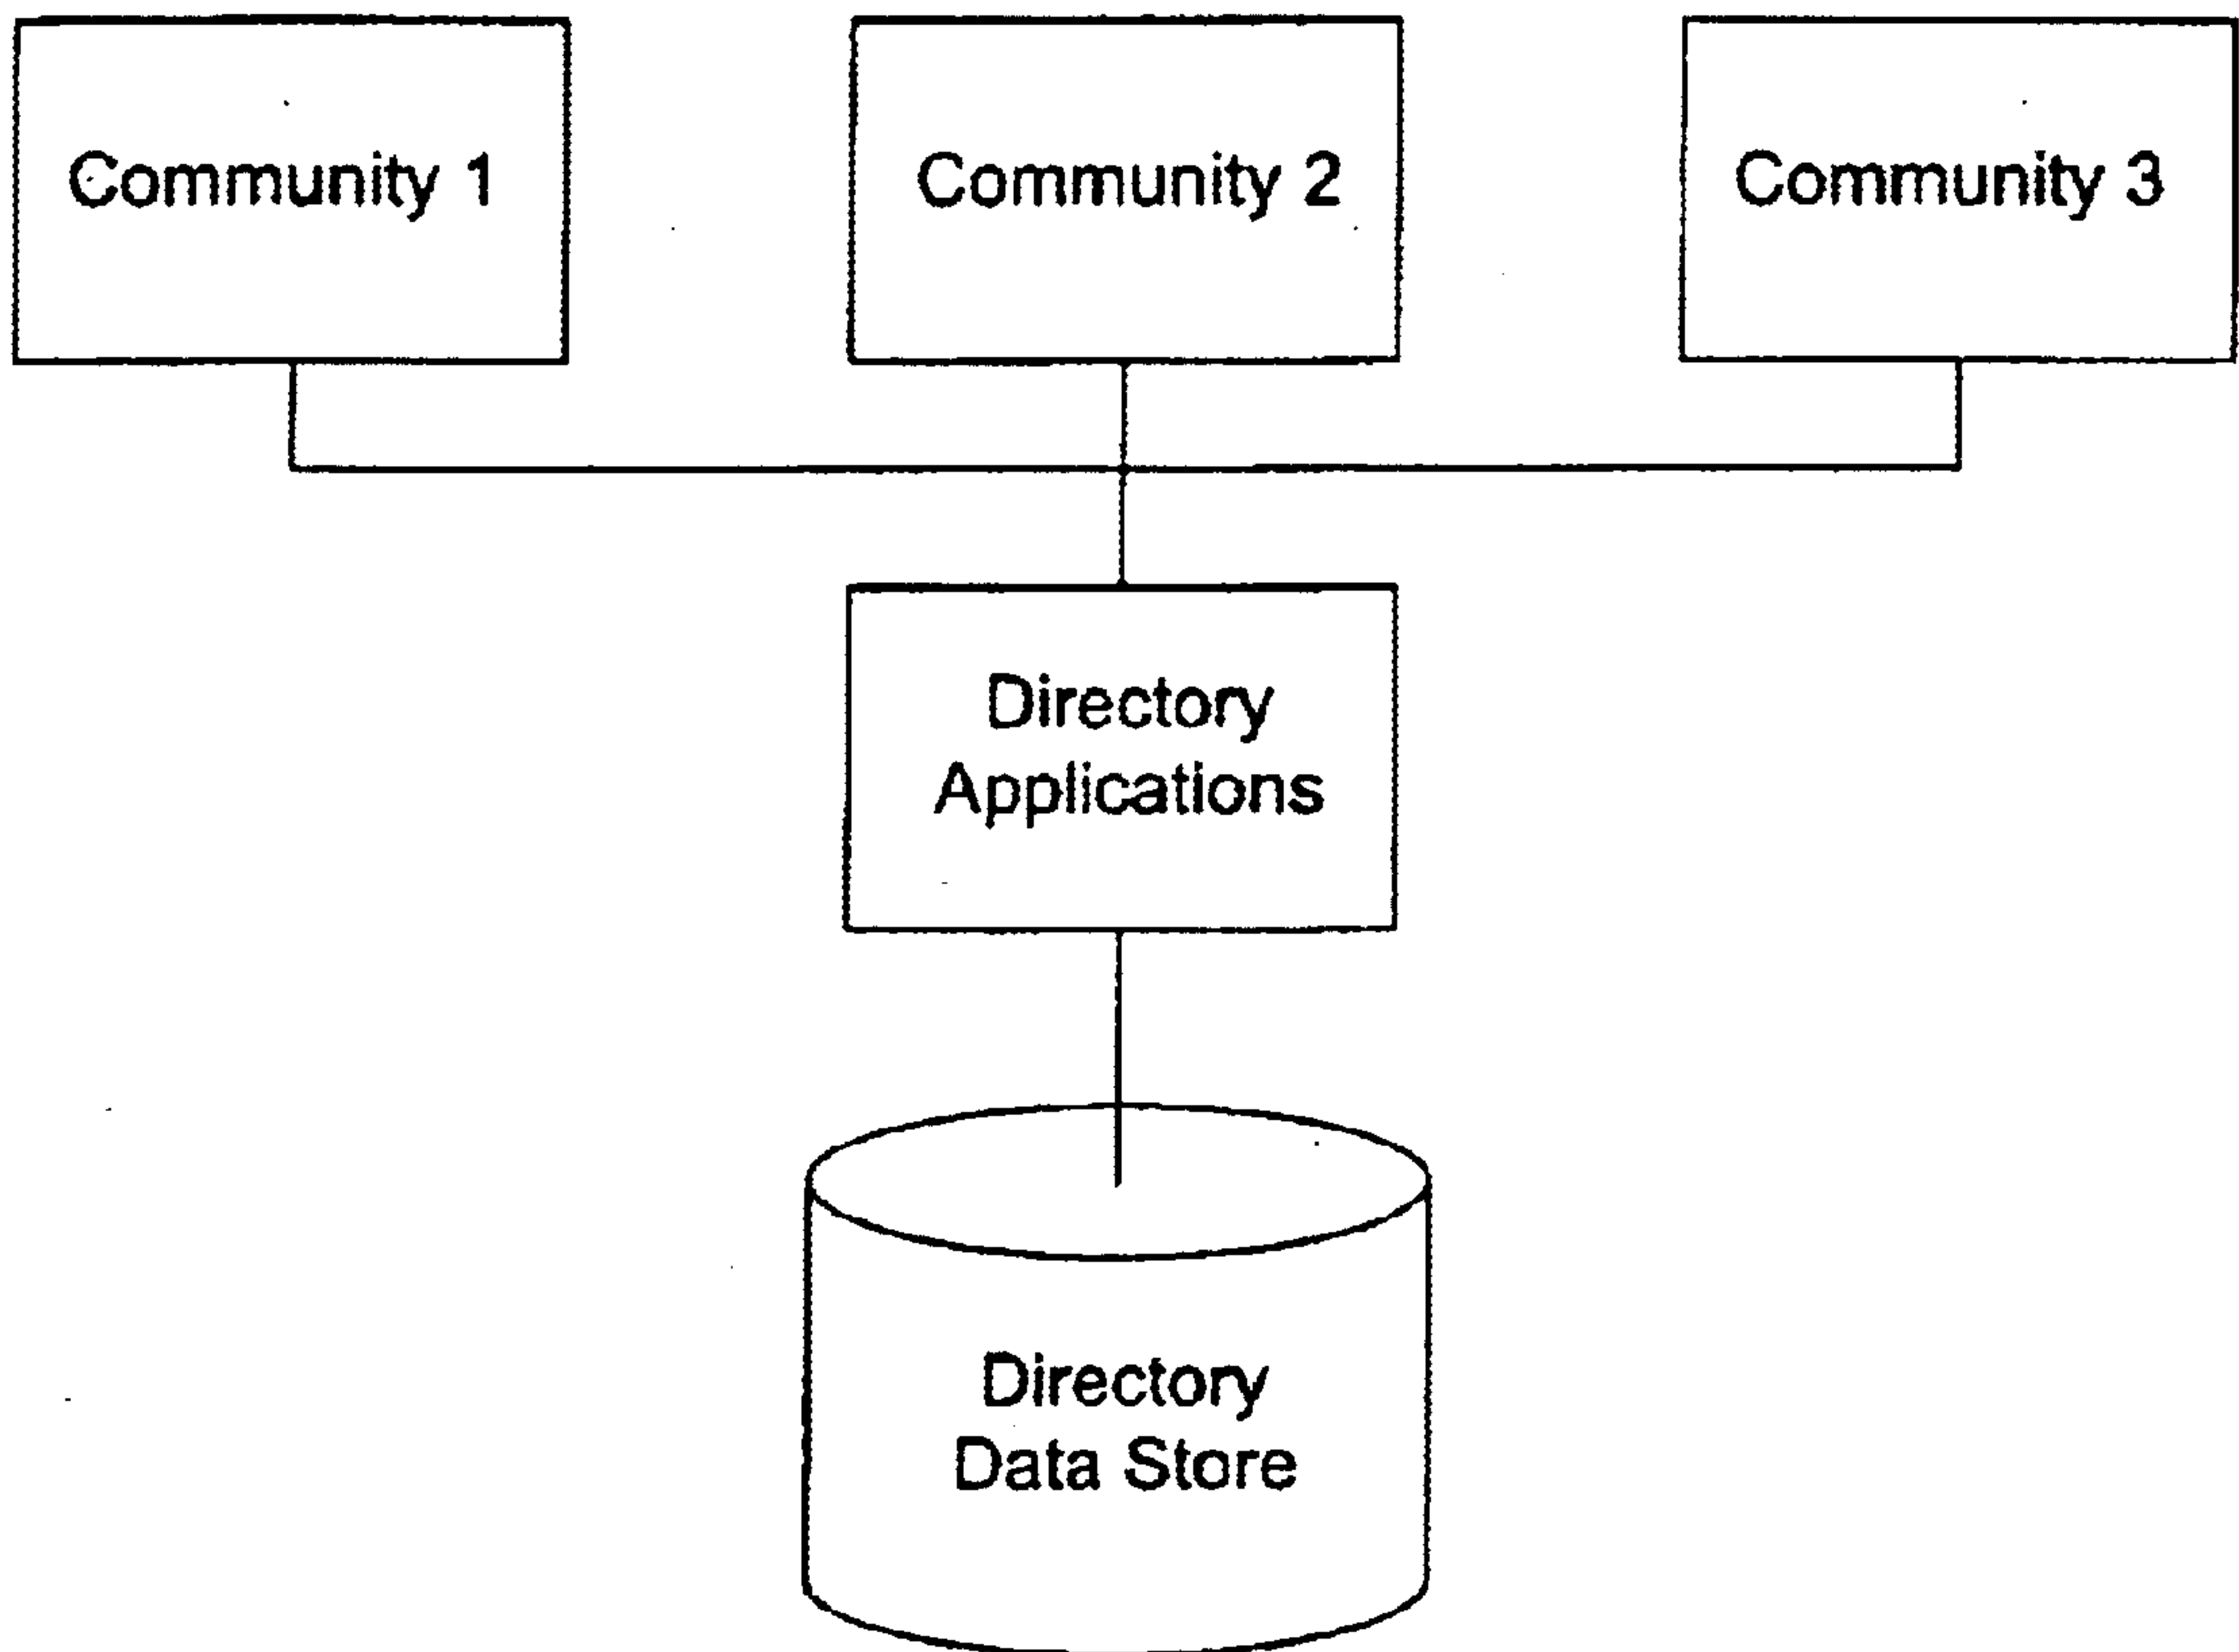 Community 1
Community 2
Community 3
Directory
Applications
Directory
Data Store